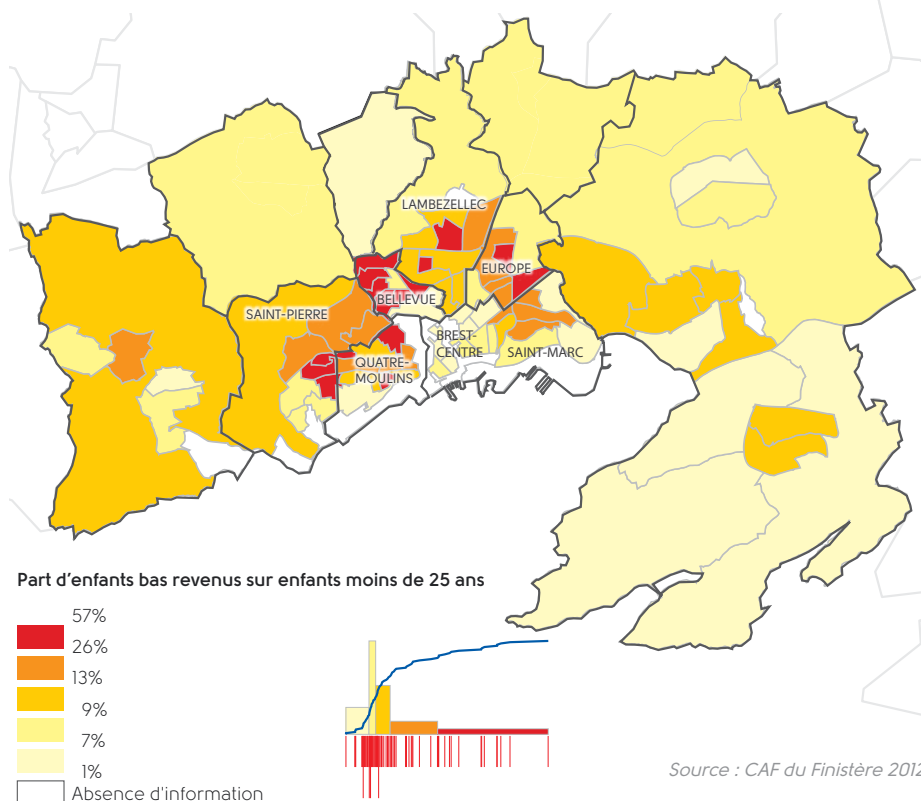 LAMBEZELLEC
EUROPE
BELLEVUE
SAINT-PIERRE
BREST-
CENTRE
SAINT-MARC
QUATRE-
MOULINS
Part d'enfants bas revenus sur enfants moins de 25 ans
57%
26%
13%
9%
7%
1%
Absence d'information
Source : CAF du Finistère 2012